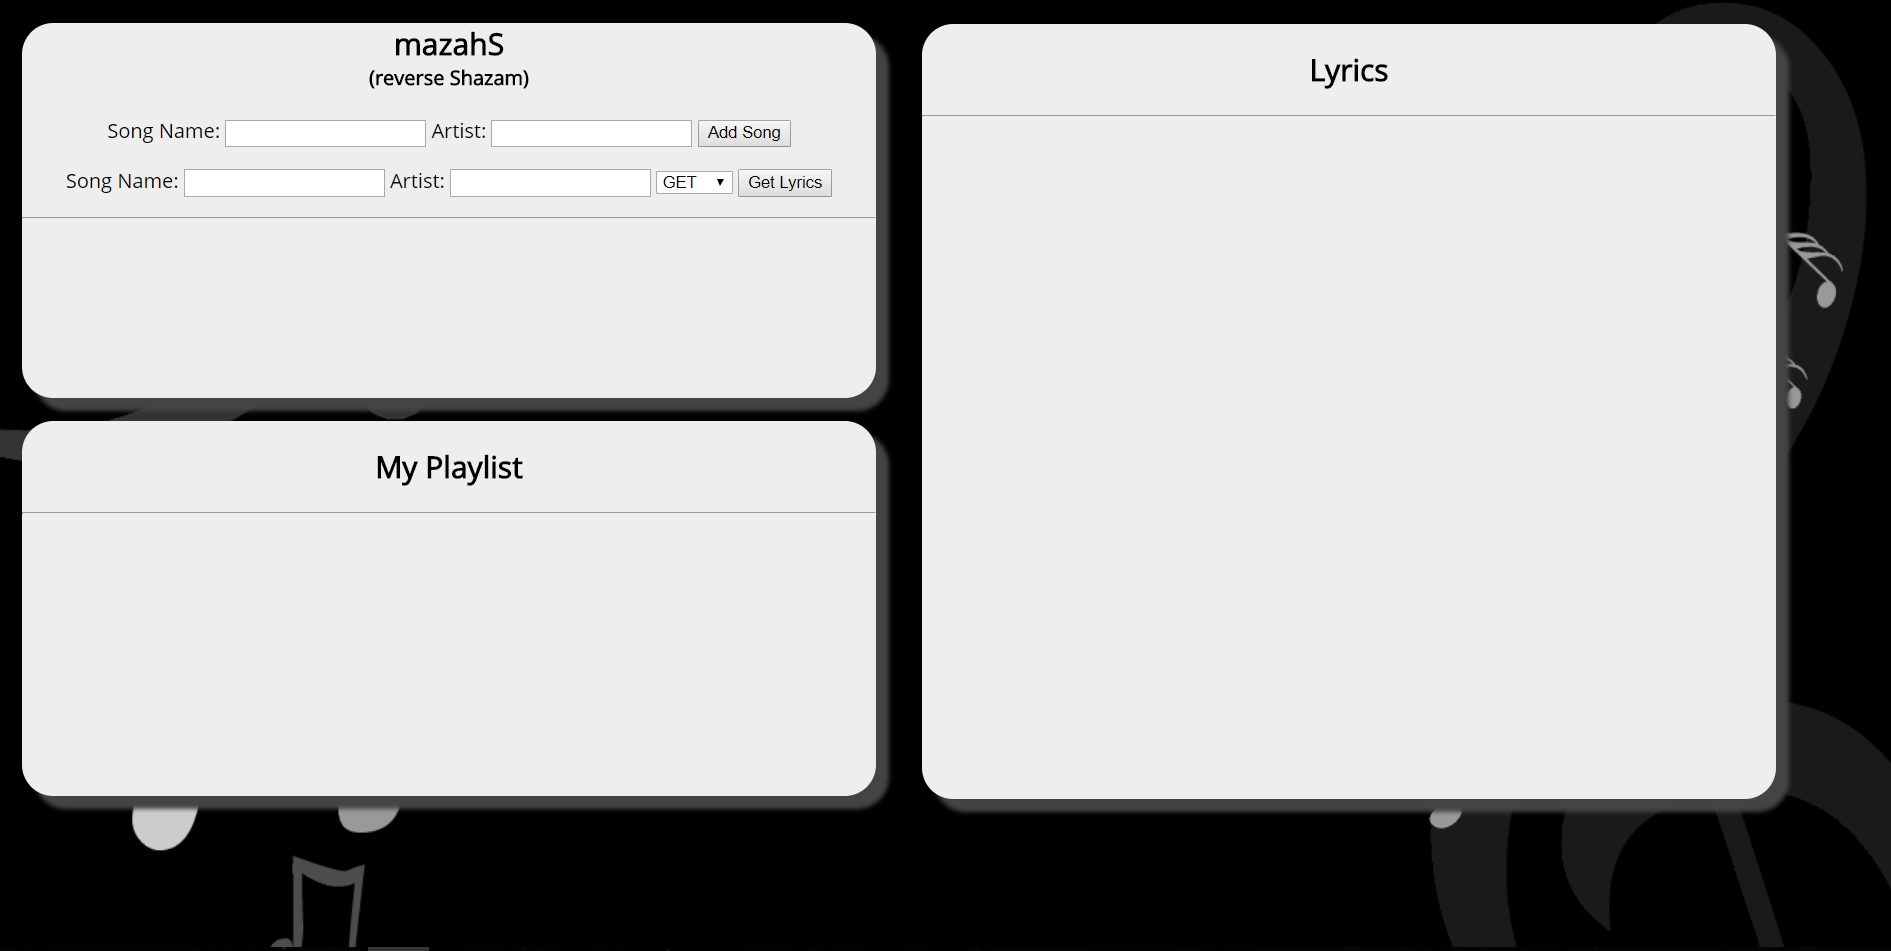 mazahS
(reverse Shazam)
Song Name: Artist: Add Song
Song Name: Artist: GET Get Lyrics
My Playlist
Lyrics